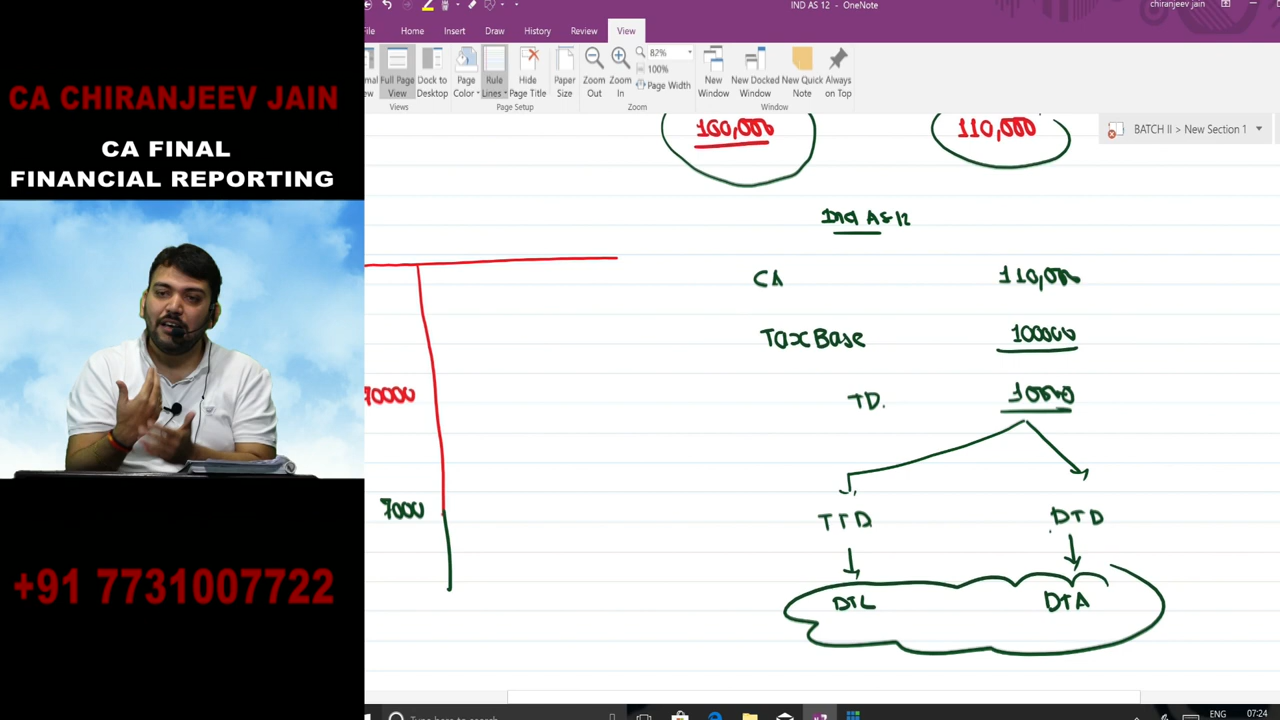 CA CHIRANJEEV JAIN
CA FINAL
FINANCIAL REPORTING
+91 7731007722
IND AS 12 - OneNote
chiranjeev jain
File Home Insert Draw History Review View
Full Page View
Dock to Desktop
Views
Page Color
Rule Lines
Hide Page Title
Page Setup
Paper Size
Zoom Out
Zoom In
82%
100%
Page Width
Zoom
New Window
New Docked Window
New Quick Note
Always on Top
Window
BATCH II > New Section 1
100,000 110,000
Ind AS 12
CA 110,000
Tax Base 100000
TD. 10000
70000
7000
TTD DTD
DTL DTA
Type here to search
ENG 07:24